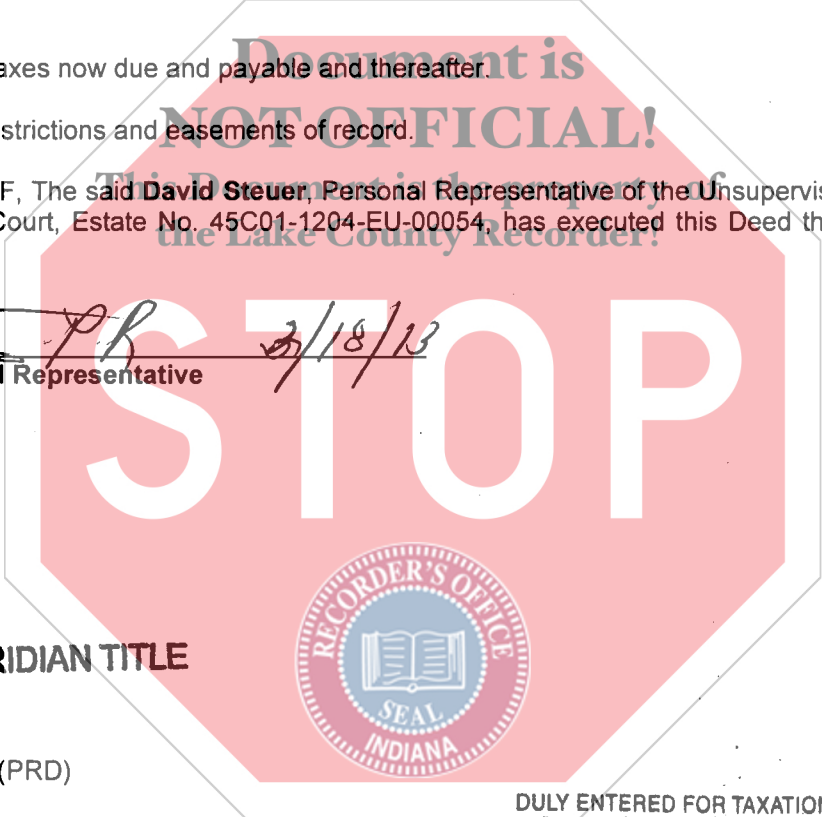 Document is
axes now due and payable and thereafter.
NOT OFFICIAL!
strictions and easements of record.
This Document is the property of
F, The said David Steuer, Personal Representative of the Unsupervis
Court, Estate No. 45C01-1204-EU-00054, has executed this Deed th
the Lake County Recorder!
PR 2/18/13
Representative
STOP
RECORDER'S OFFICE
SEAL
INDIANA
RIDIAN TITLE
(PRD)
DULY ENTERED FOR TAXATION